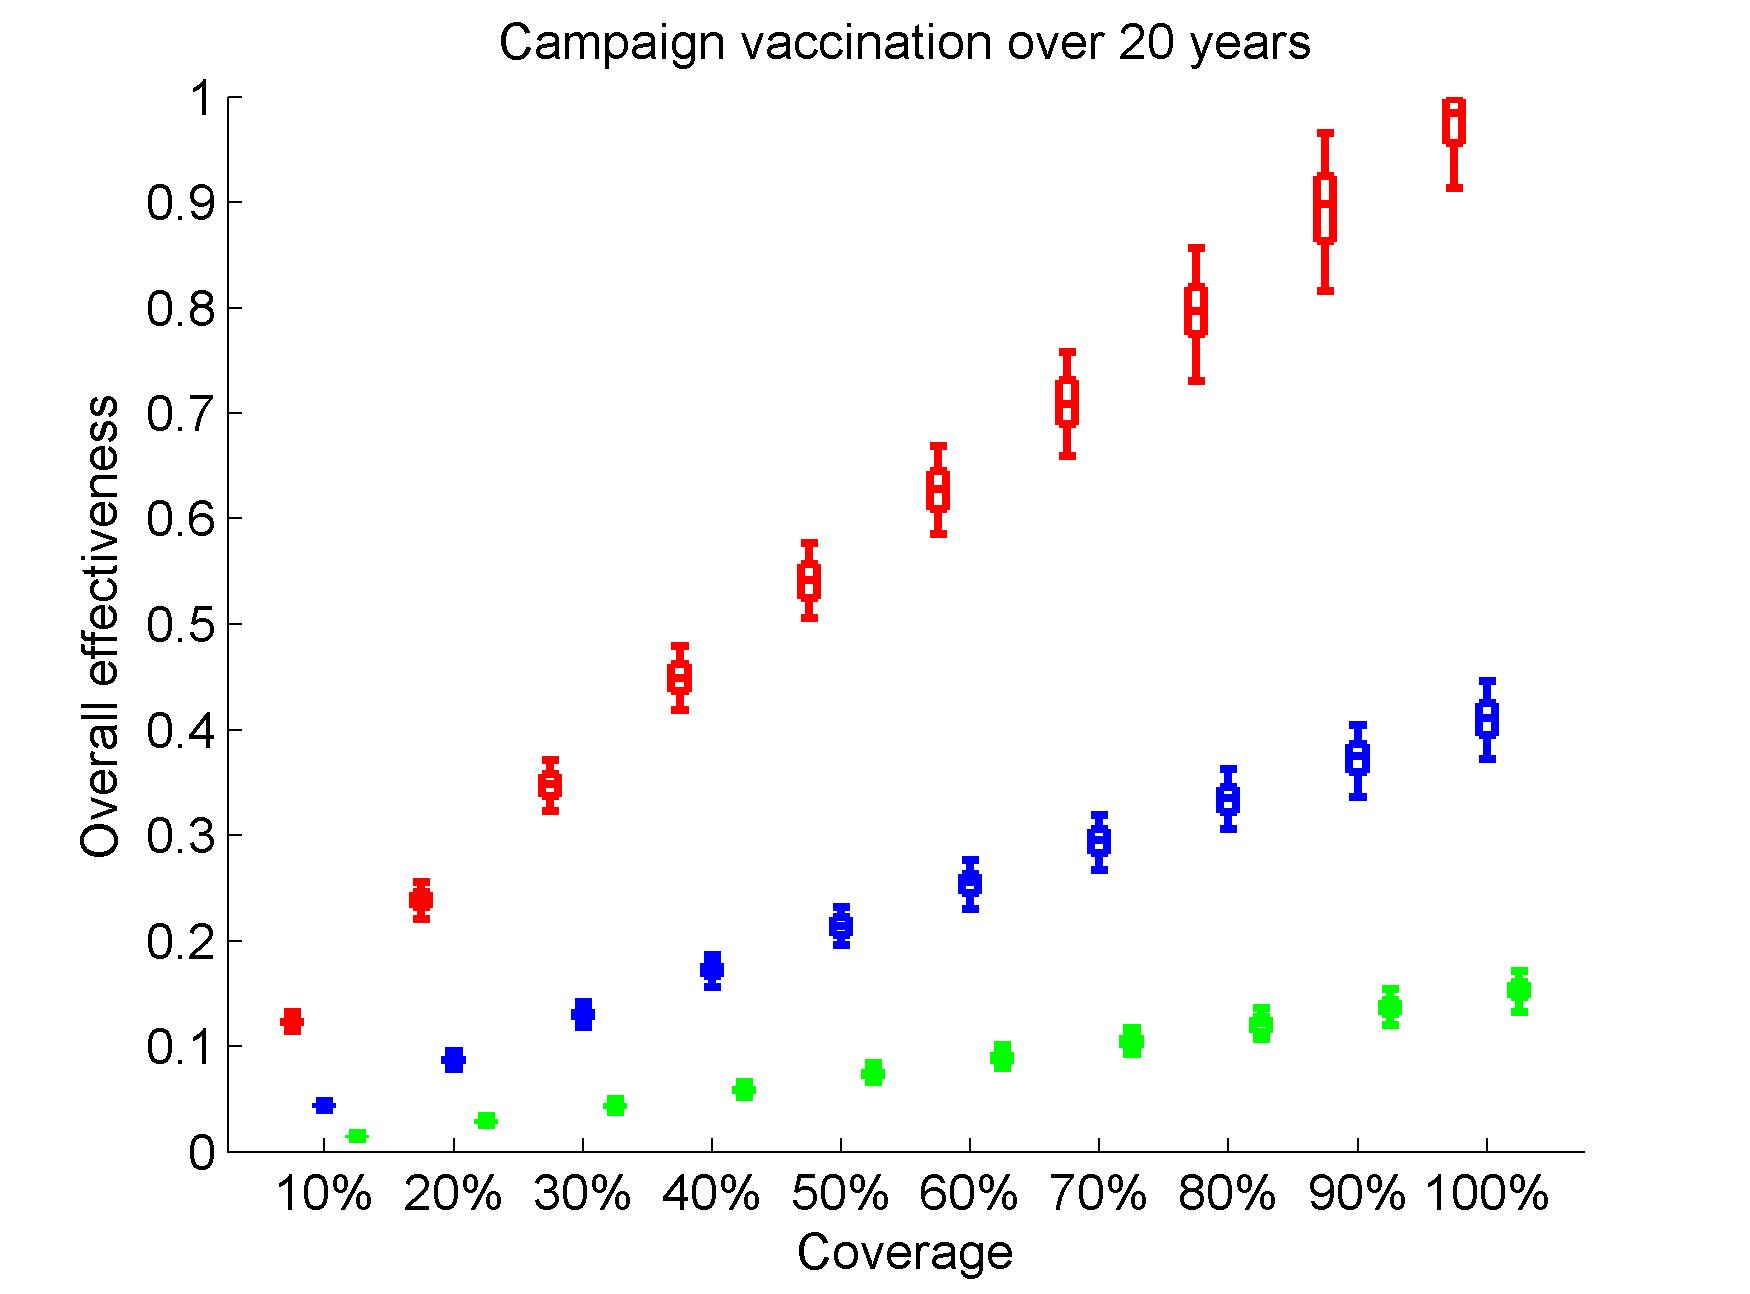 Campaign vaccination over 20 years
1
0.9
0.8
0.7
0.6
0.5
0.4
0.3
0.2
0.1
0
Overall effectiveness
10% 20% 30% 40% 50% 60% 70% 80% 90% 100%
Coverage